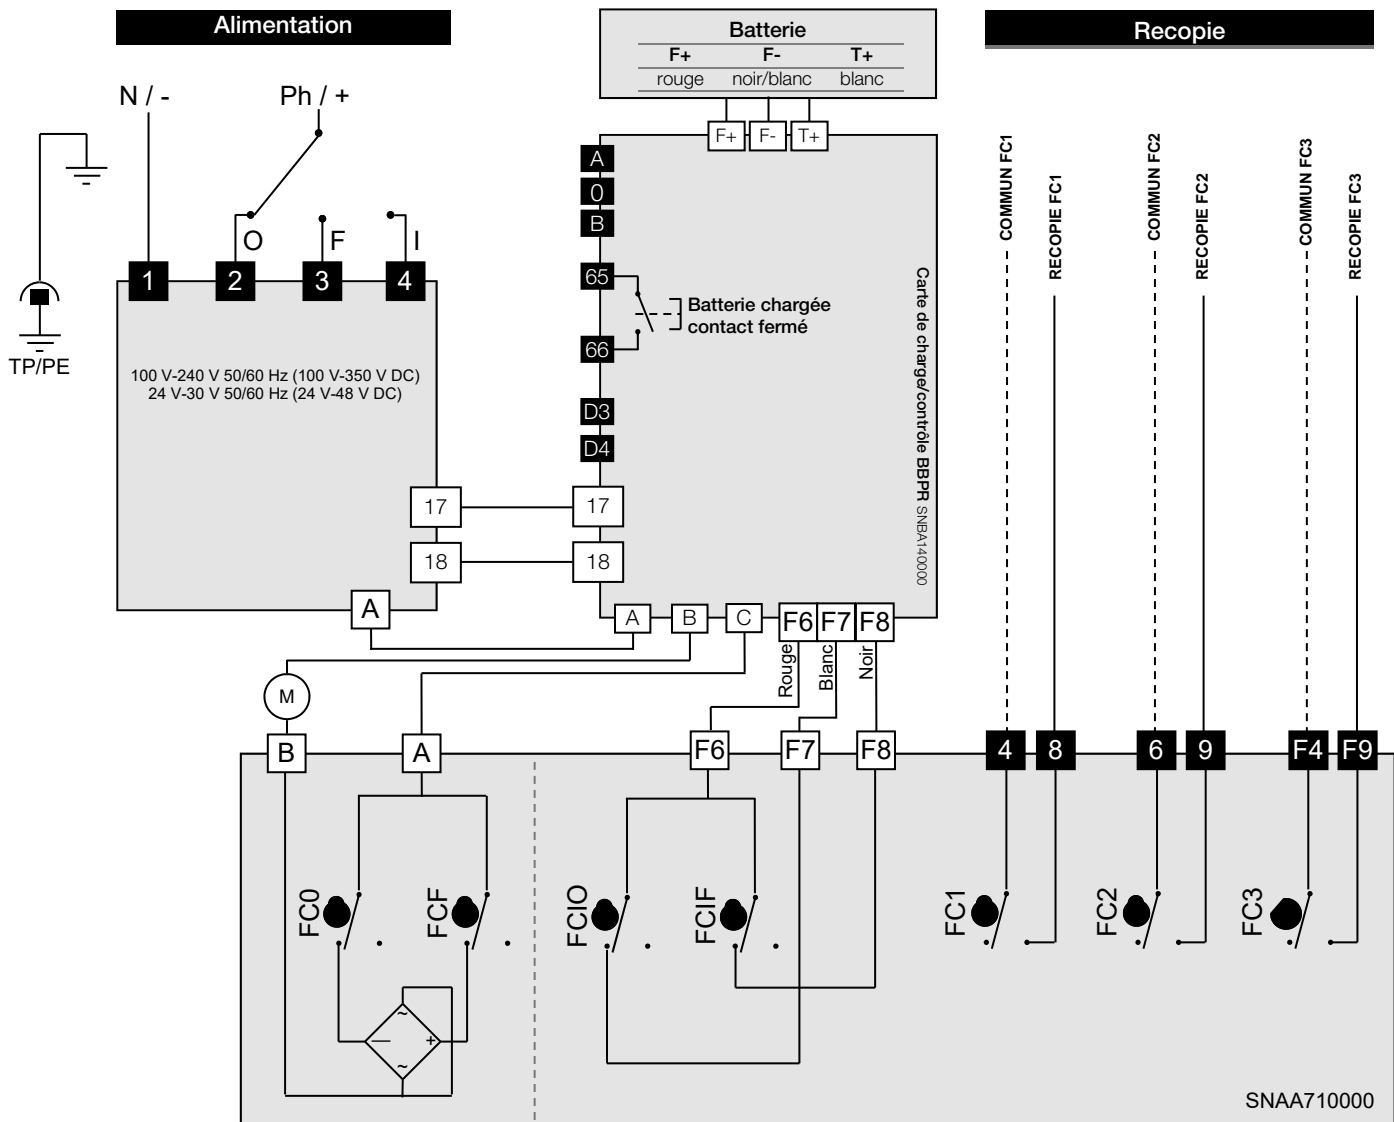 Alimentation
Batterie
F+ F- T+
rouge noir/blanc blanc
Recopie
N / -
Ph / +
TP/PE
O
F
I
1
2
3
4
100 V-240 V 50/60 Hz (100 V-350 V DC)
24 V-30 V 50/60 Hz (24 V-48 V DC)
17
18
A
F+
F-
T+
A
0
B
65
66
Batterie chargée
contact fermé
D3
D4
17
18
Carte de charge/contrôle BBPR SNBA140000
A
B
C
F6
F7
F8
Rouge
Blanc
Noir
COMMUN FC1
RECOPIE FC1
COMMUN FC2
RECOPIE FC2
COMMUN FC3
RECOPIE FC3
M
B
A
F6
F7
F8
4
8
6
9
F4
F9
FC0
FCF
FCIO
FCIF
FC1
FC2
FC3
~
—
+
~
SNAA710000